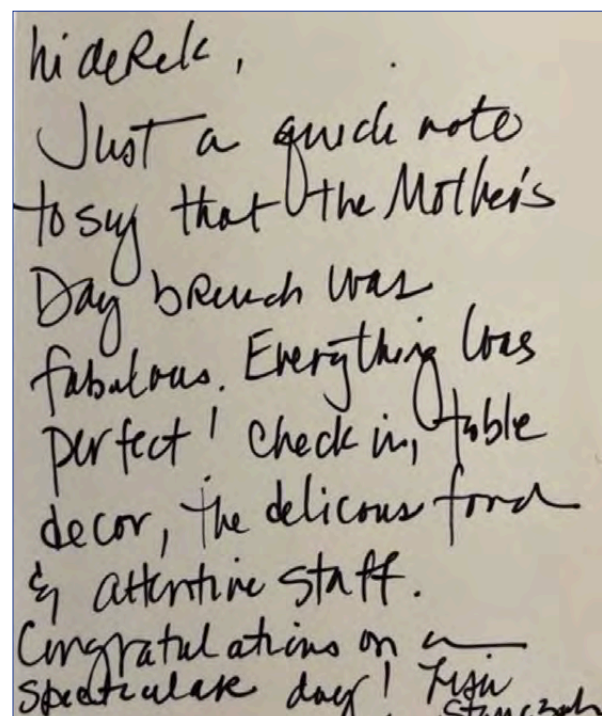 hi deRek,
Just a quick note
to say that the Mother's
Day bRunch was
fabulous. Everything was
perfect! Check in, table
decor, the delicous food
& attentive staff.
Congratulations on a
spectaculaR day!